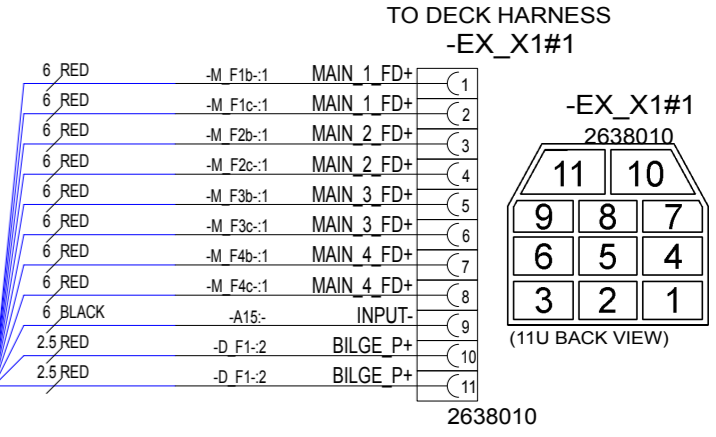 TO DECK HARNESS
-EX_X1#1
6 RED -M_F1b-:1 MAIN_1_FD+ 1
6 RED -M_F1c-:1 MAIN_1_FD+ 2
6 RED -M_F2b-:1 MAIN_2_FD+ 3
6 RED -M_F2c-:1 MAIN_2_FD+ 4
6 RED -M_F3b-:1 MAIN_3_FD+ 5
6 RED -M_F3c-:1 MAIN_3_FD+ 6
6 RED -M_F4b-:1 MAIN_4_FD+ 7
6 RED -M_F4c-:1 MAIN_4_FD+ 8
6 BLACK -A15:- INPUT- 9
2.5 RED -D_F1-:2 BILGE_P+ 10
2.5 RED -D_F1-:2 BILGE_P+ 11
2638010
-EX_X1#1
2638010
11 10
9 8 7
6 5 4
3 2 1
(11U BACK VIEW)